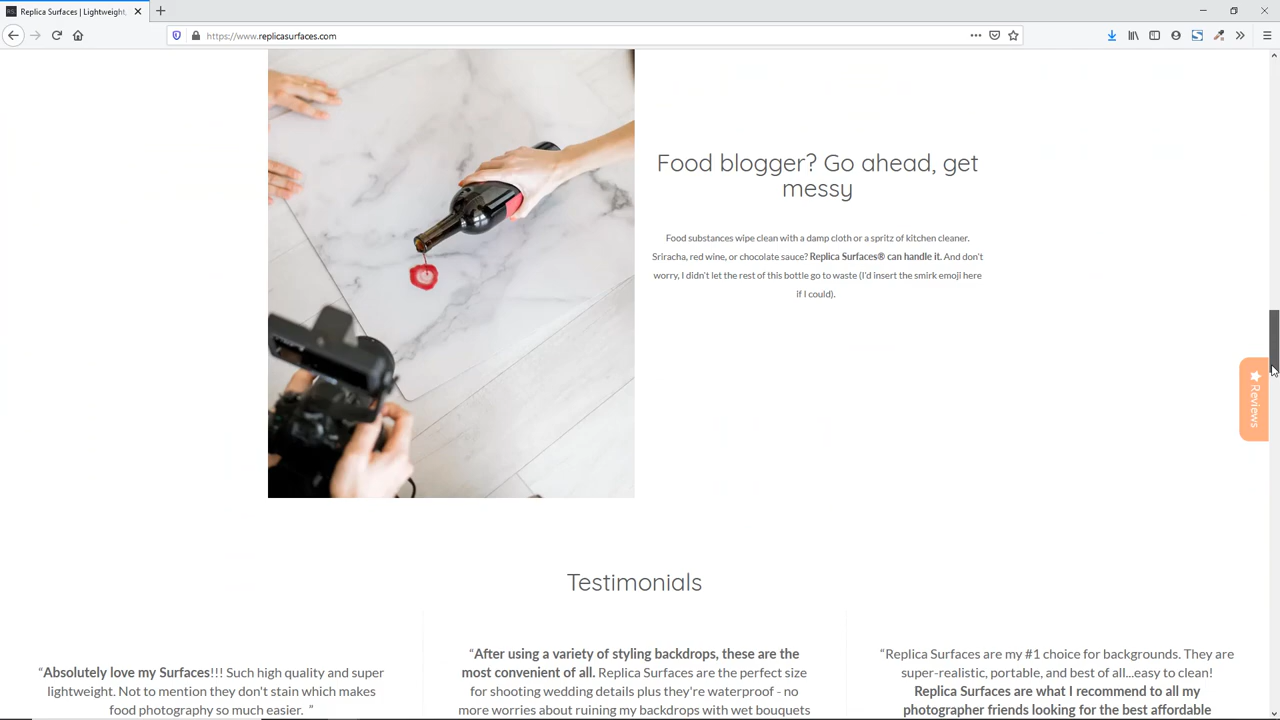 Replica Surfaces | Lightweight,
https://www.replicasurfaces.com
Food blogger? Go ahead, get
messy
Food substances wipe clean with a damp cloth or a spritz of kitchen cleaner.
Sriracha, red wine, or chocolate sauce? Replica Surfaces® can handle it. And don't
worry, I didn't let the rest of this bottle go to waste (I'd insert the smirk emoji here
if I could).
Reviews
Testimonials
“Absolutely love my Surfaces!!! Such high quality and super
lightweight. Not to mention they don't stain which makes
food photography so much easier. ”
“After using a variety of styling backdrops, these are the
most convenient of all. Replica Surfaces are the perfect size
for shooting wedding details plus they're waterproof - no
more worries about ruining my backdrops with wet bouquets
“Replica Surfaces are my #1 choice for backgrounds. They are
super-realistic, portable, and best of all...easy to clean!
Replica Surfaces are what I recommend to all my
photographer friends looking for the best affordable